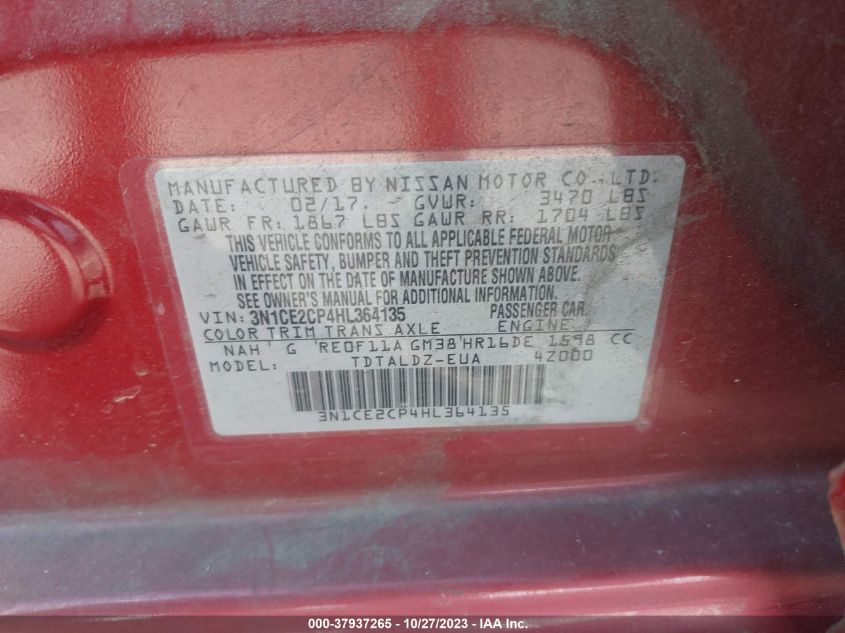 MANUFACTURED BY NISSAN MOTOR CO., LTD.
DATE: 02/17. GVWR: 3470 LBS
GAWR FR: 1867 LBS GAWR RR: 1704 LBS
THIS VEHICLE CONFORMS TO ALL APPLICABLE FEDERAL MOTOR
VEHICLE SAFETY, BUMPER AND THEFT PREVENTION STANDARDS
IN EFFECT ON THE DATE OF MANUFACTURE SHOWN ABOVE.
SEE OWNER'S MANUAL FOR ADDITIONAL INFORMATION.
VIN: 3N1CE2CP4HL364135 PASSENGER CAR.
COLOR TRIM TRANS AXLE ENGINE
NAH G RE0F11A GM38 HR16DE 1598 CC
MODEL: TDTALDZ-EUA 4Z000
3N1CE2CP4HL364135
000-37937265 - 10/27/2023 - IAAI.com